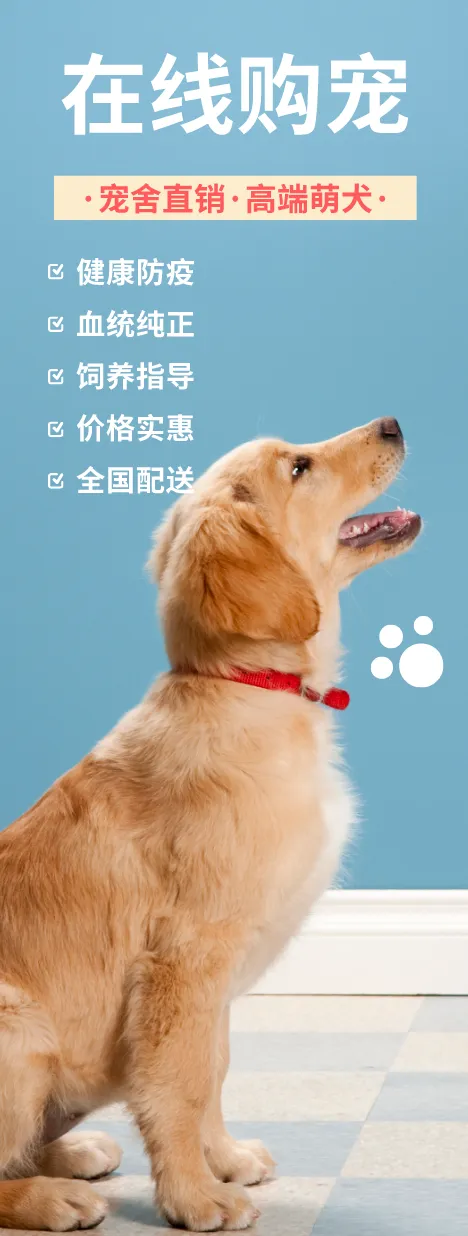 在线购宠
·宠舍直销·高端萌犬·
健康防疫
血统纯正
饲养指导
价格实惠
全国配送